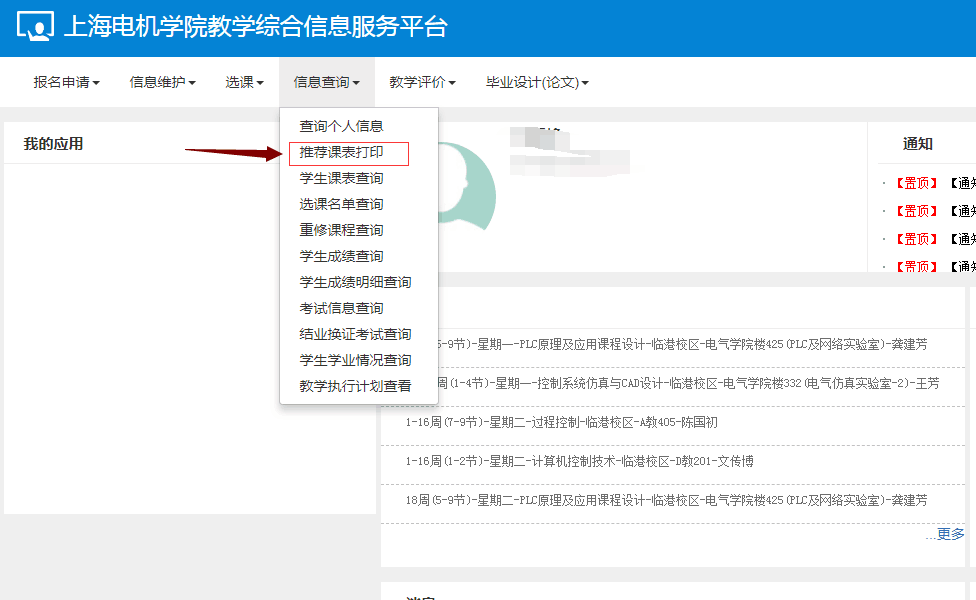 上海电机学院教学综合信息服务平台
报名申请 信息维护 选课 信息查询 教学评价 毕业设计(论文)
我的应用
查询个人信息
推荐课表打印
学生课表查询
选课名单查询
重修课程查询
学生成绩查询
学生成绩明细查询
考试信息查询
结业换证考试查询
学生学业情况查询
教学执行计划查看
通知
· 【置顶】 【通知
· 【置顶】 【通知
· 【置顶】 【通知
· 【置顶】 【通知
5-9节)-星期一-PLC原理及应用课程设计-临港校区-电气学院楼425(PLC及网络实验室)-龚建芳
周(1-4节)-星期一-控制系统仿真与CAD设计-临港校区-电气学院楼332(电气仿真实验室-2)-王芳
1-16周(7-9节)-星期二-过程控制-临港校区-A教405-陈国初
1-16周(1-2节)-星期二-计算机控制技术-临港校区-D教201-文传博
18周(5-9节)-星期二-PLC原理及应用课程设计-临港校区-电气学院楼425(PLC及网络实验室)-龚建芳
...更多